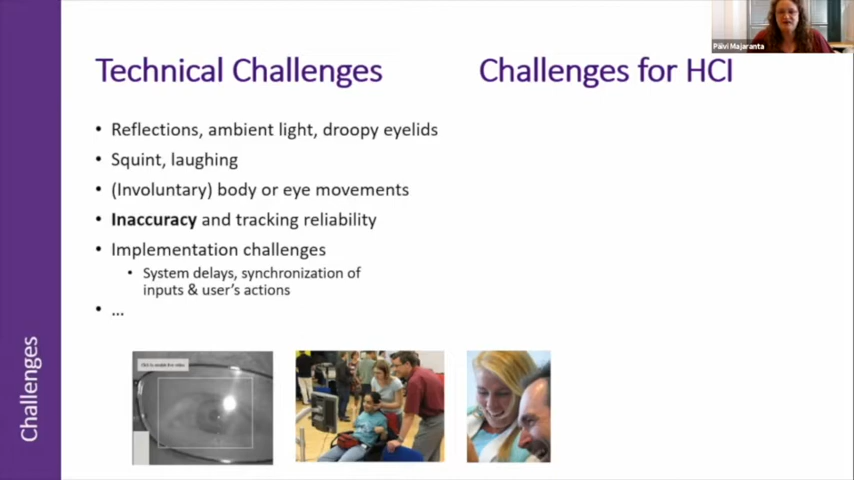 Päivi Majaranta
Technical Challenges
Challenges for HCI
• Reflections, ambient light, droopy eyelids
• Squint, laughing
• (Involuntary) body or eye movements
• Inaccuracy and tracking reliability
• Implementation challenges
• System delays, synchronization of
inputs & user's actions
• ...
Challenges